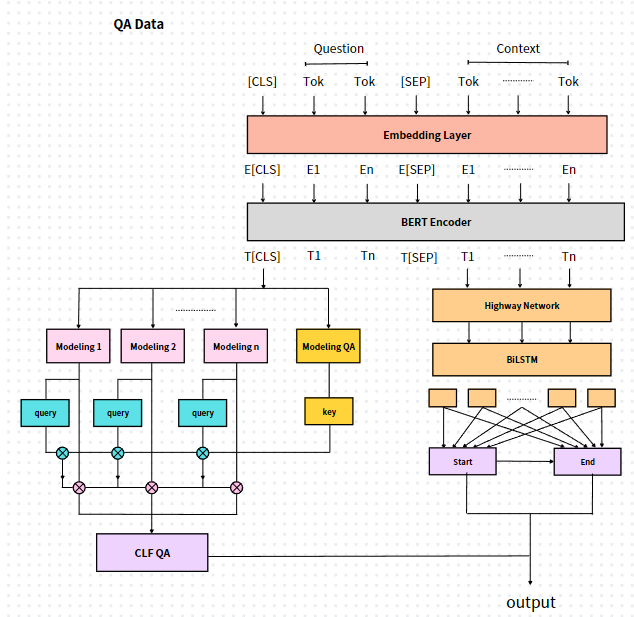 QA Data
Question Context
[CLS] Tok Tok [SEP] Tok Tok
Embedding Layer
E[CLS] E1 En E[SEP] E1 En
BERT Encoder
T[CLS] T1 Tn T[SEP] T1 Tn
Highway Network
Modeling 1 Modeling 2 Modeling n Modeling QA
BiLSTM
query query query key
Start End
CLF QA
output